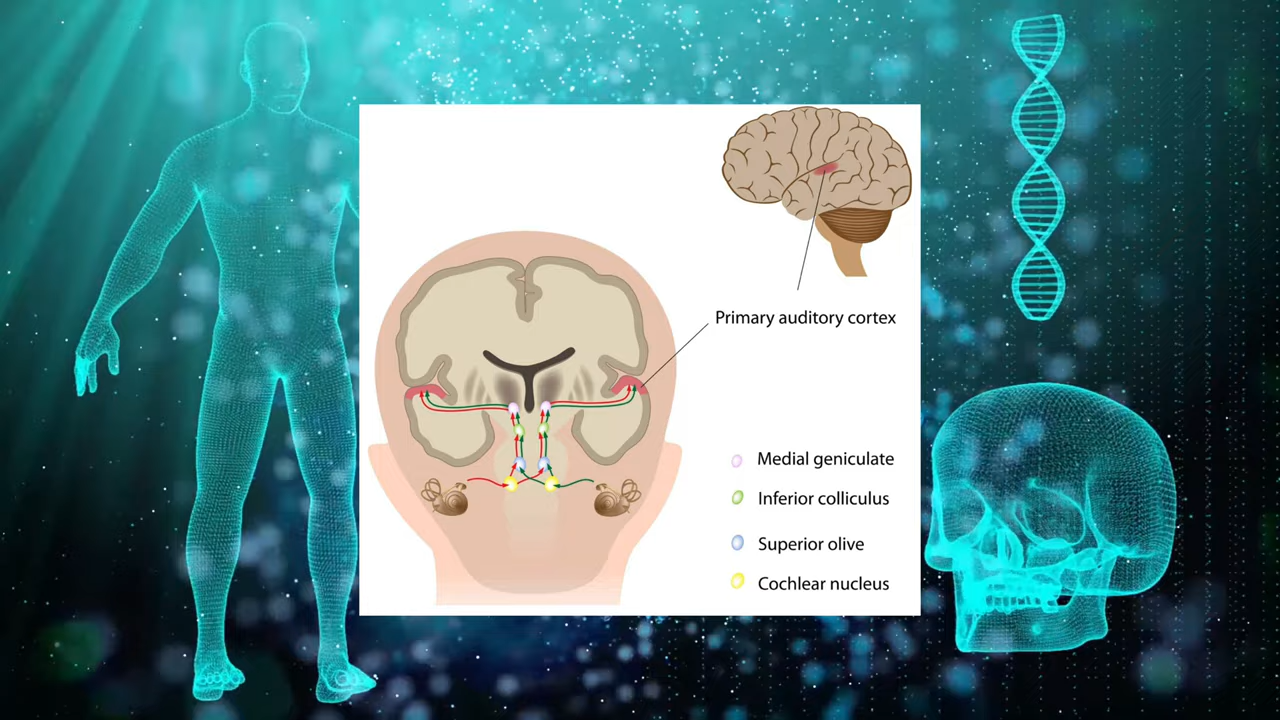 Primary auditory cortex
Medial geniculate
Inferior colliculus
Superior olive
Cochlear nucleus